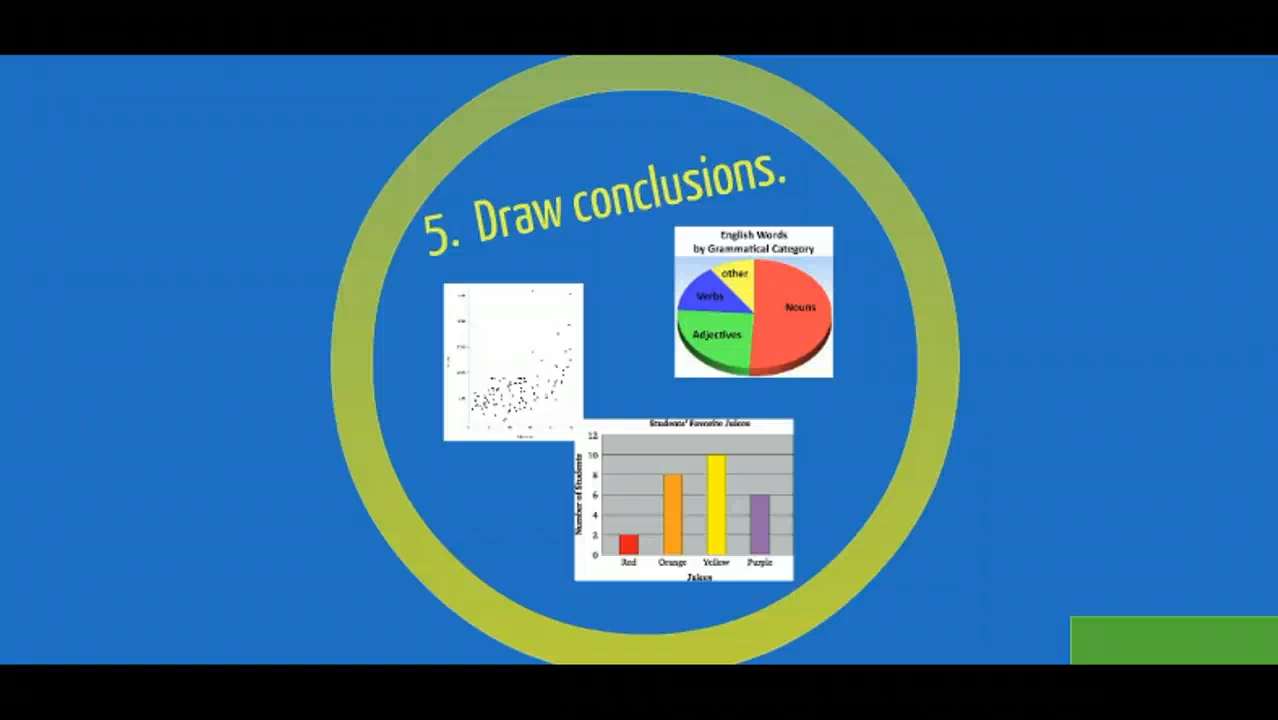 5. Draw conclusions.
English Words
by Grammatical Category
other
Verbs
Nouns
Adjectives
Students' Favorite Juices
Number of Students
12
10
8
6
4
2
0
Red Orange Yellow Purple
Juices